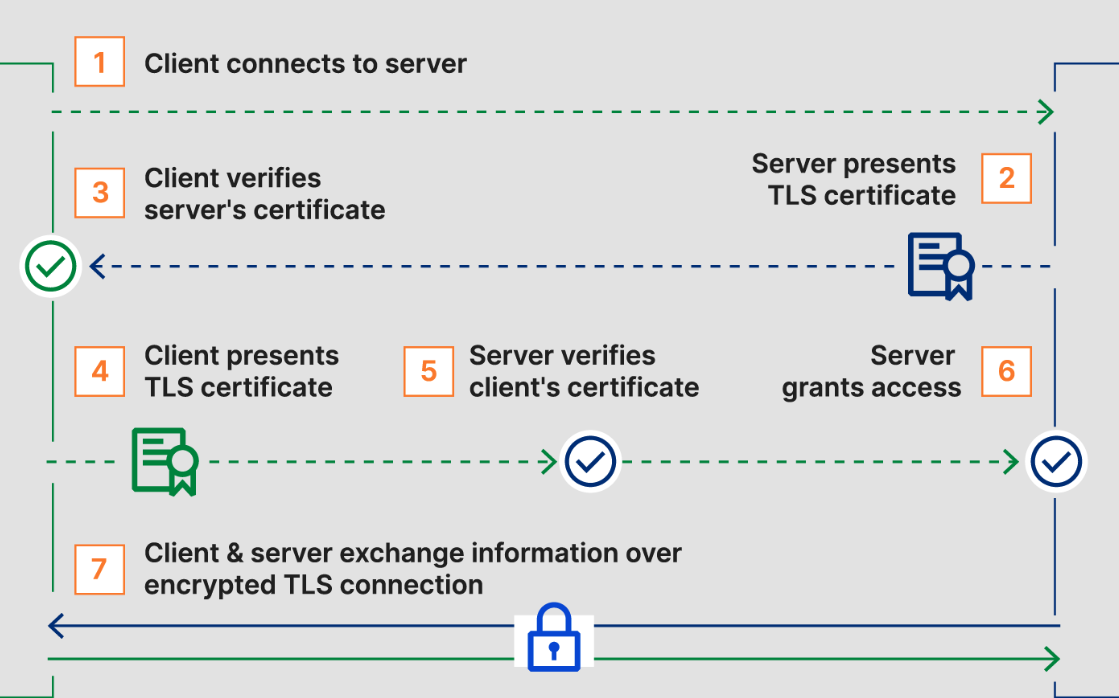 1
Client connects to server
Server presents
TLS certificate
2
3
Client verifies
server's certificate
4
Client presents
TLS certificate
5
Server verifies
client's certificate
Server
grants access
6
7
Client & server exchange information over
encrypted TLS connection